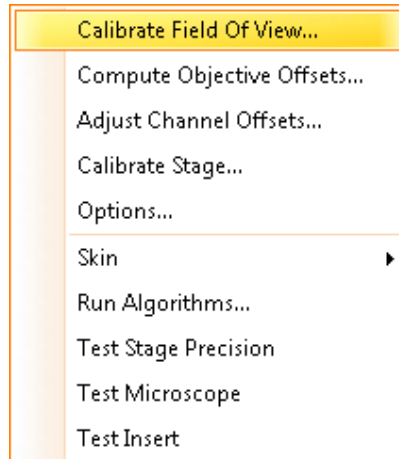 Calibrate Field Of View...
Compute Objective Offsets...
Adjust Channel Offsets...
Calibrate Stage...
Options...
Skin
Run Algorithms...
Test Stage Precision
Test Microscope
Test Insert